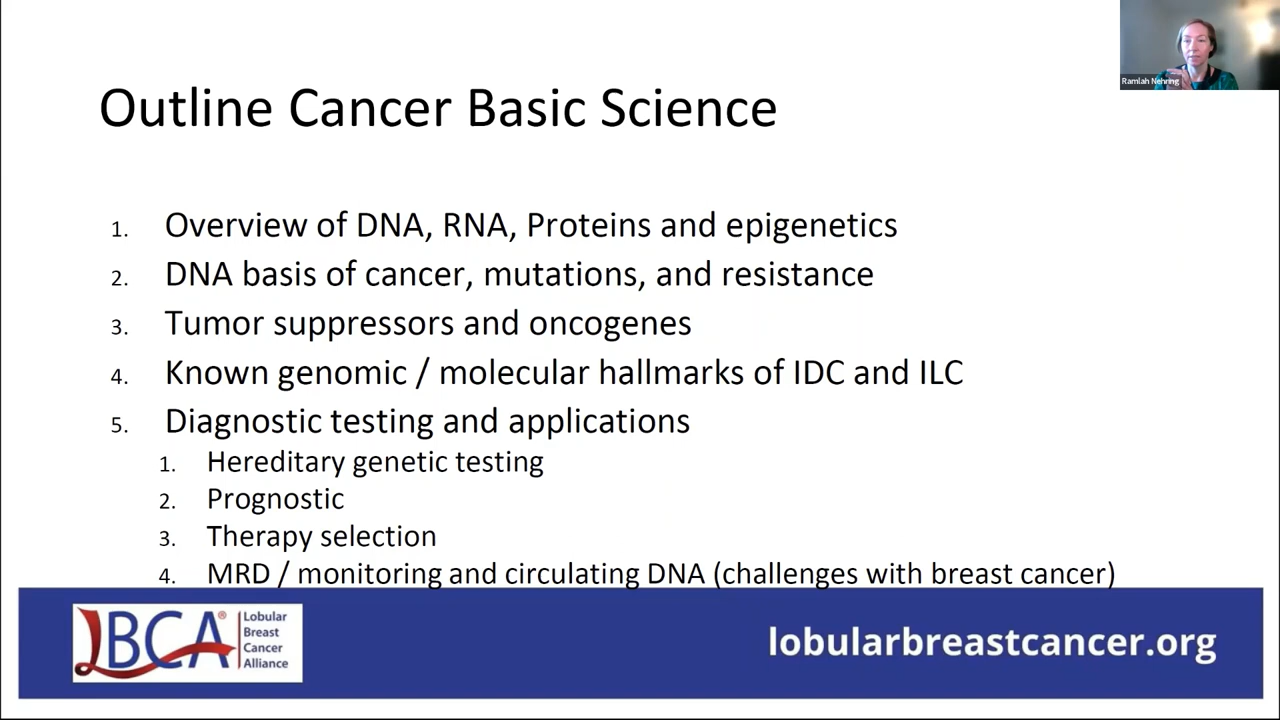 Ramlah Nehring
Outline Cancer Basic Science
1. Overview of DNA, RNA, Proteins and epigenetics
2. DNA basis of cancer, mutations, and resistance
3. Tumor suppressors and oncogenes
4. Known genomic / molecular hallmarks of IDC and ILC
5. Diagnostic testing and applications
1. Hereditary genetic testing
2. Prognostic
3. Therapy selection
4. MRD / monitoring and circulating DNA (challenges with breast cancer)
LBCA®
Lobular
Breast
Cancer
Alliance
lobularbreastcancer.org